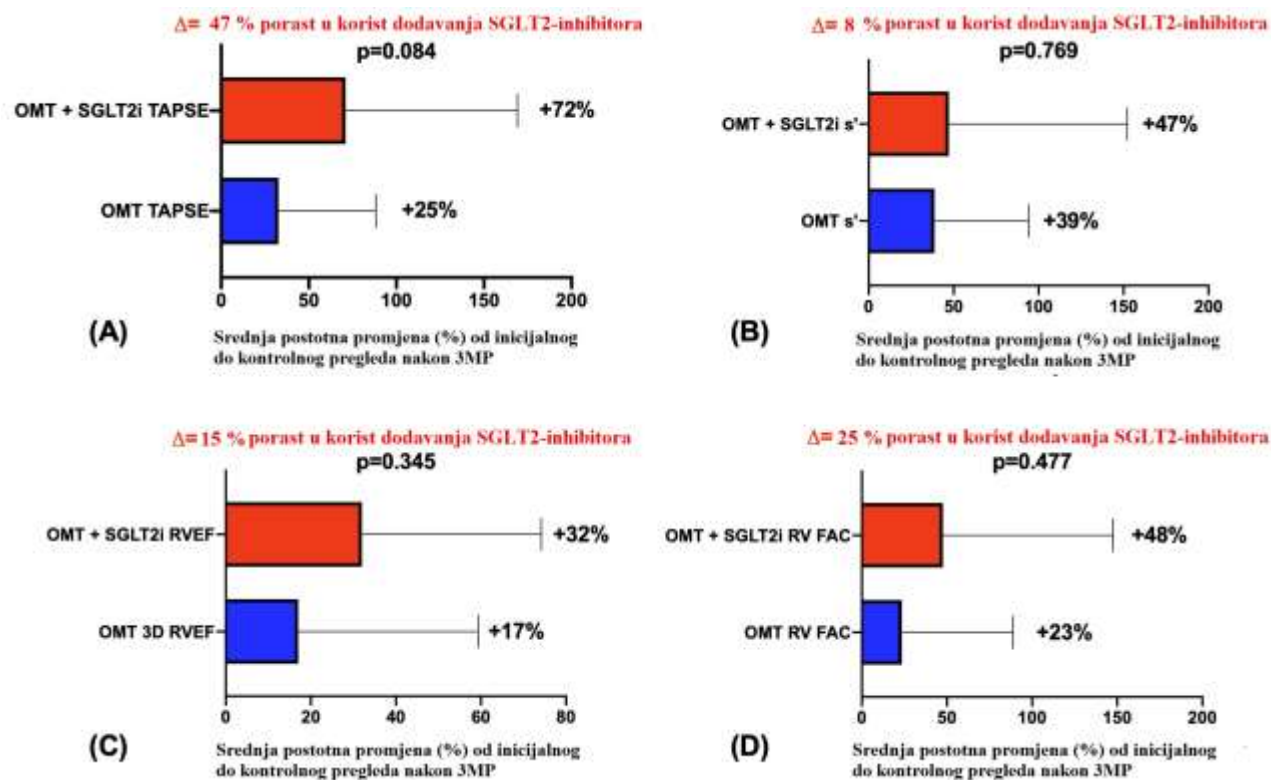 Δ= 47 % porast u korist dodavanja SGLT2-inhibitora
p=0.084
OMT + SGLT2i TAPSE
+72%
OMT TAPSE
+25%
0 50 100 150 200
(A)
Srednja postotna promjena (%) od inicijalnog
do kontrolnog pregleda nakon 3MP
Δ= 8 % porast u korist dodavanja SGLT2-inhibitora
p=0.769
OMT + SGLT2i s'
+47%
OMT s'
+39%
0 50 100 150 200
(B)
Srednja postotna promjena (%) od inicijalnog
do kontrolnog pregleda nakon 3MP
Δ= 15 % porast u korist dodavanja SGLT2-inhibitora
p=0.345
OMT + SGLT2i RVEF
+32%
OMT 3D RVEF
+17%
0 20 40 60 80
(C)
Srednja postotna promjena (%) od inicijalnog
do kontrolnog pregleda nakon 3MP
Δ= 25 % porast u korist dodavanja SGLT2-inhibitora
p=0.477
OMT + SGLT2i RV FAC
+48%
OMT RV FAC
+23%
0 50 100 150 200
(D)
Srednja postotna promjena (%) od inicijalnog
do kontrolnog pregleda nakon 3MP